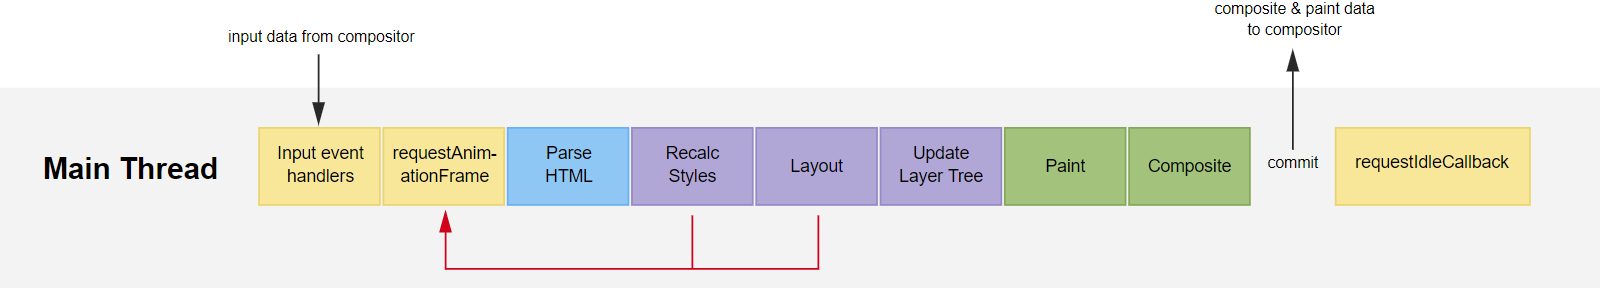 composite & paint data
to compositor
input data from compositor
Main Thread
Input event
handlers
requestAnim-
ationFrame
Parse
HTML
Recalc
Styles
Layout
Update
Layer Tree
Paint
Composite
commit
requestIdleCallback